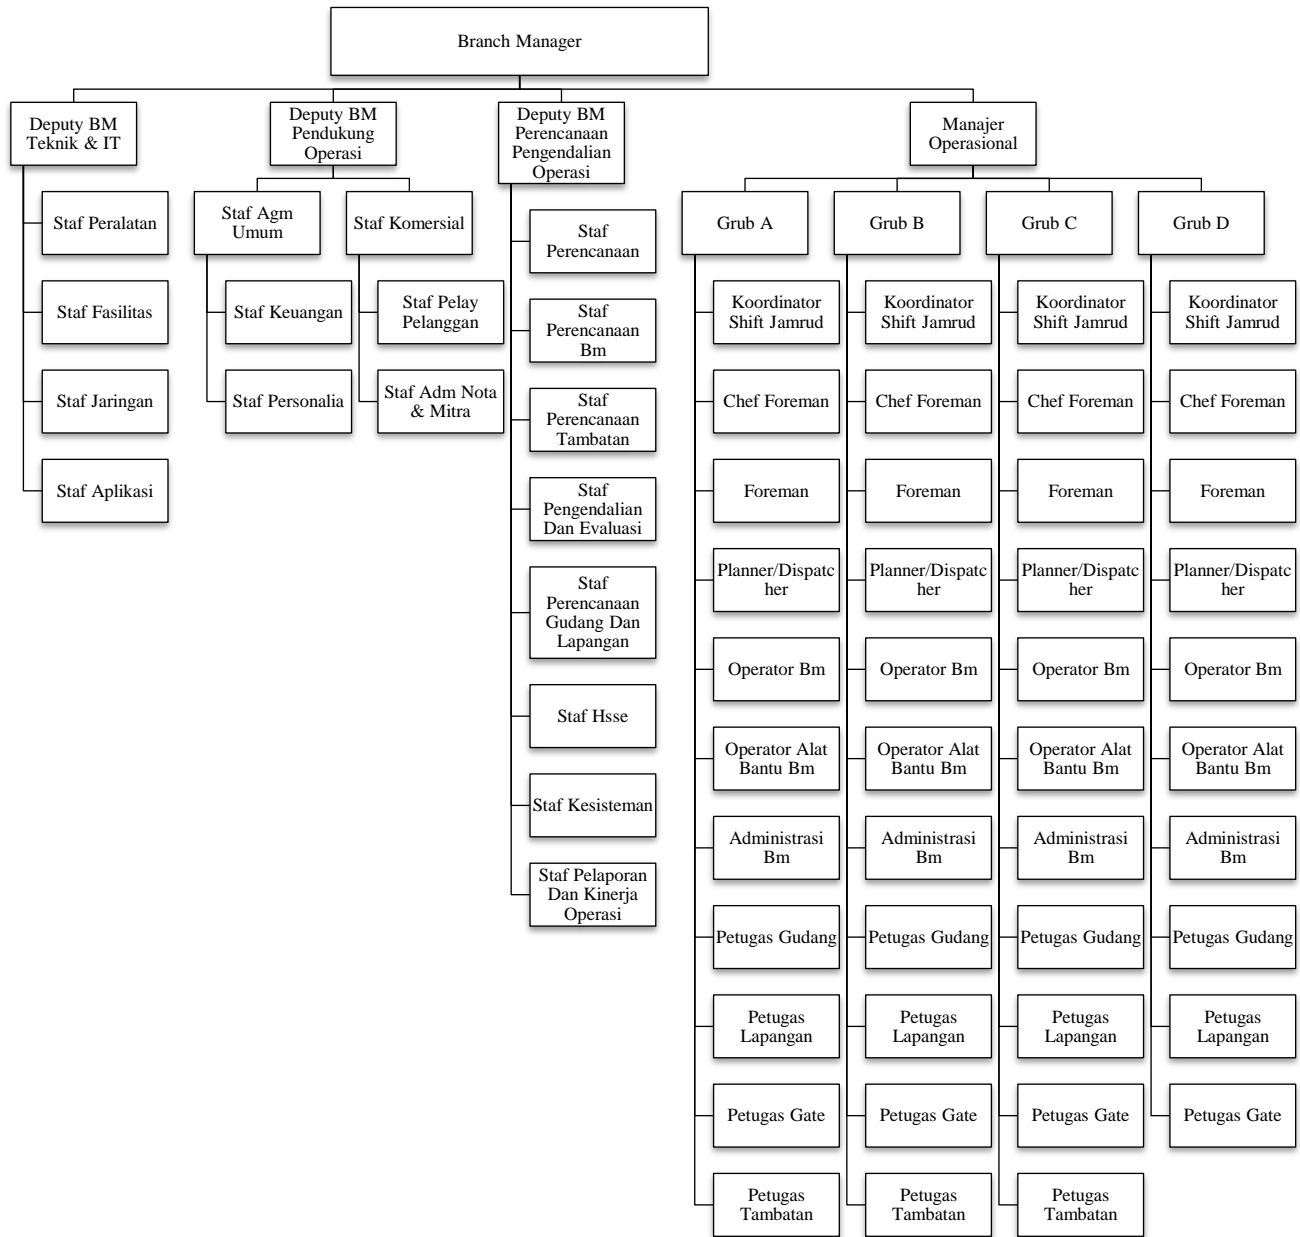 Branch Manager
Deputy BM
Teknik & IT
Staf Peralatan
Staf Fasilitas
Staf Jaringan
Staf Aplikasi
Deputy BM
Pendukung
Operasi
Staf Agm
Umum
Staf Keuangan
Staf Personalia
Staf Komersial
Staf Pelay
Pelanggan
Staf Adm Nota
& Mitra
Deputy BM
Perencanaan
Pengendalian
Operasi
Staf
Perencanaan
Staf
Perencanaan
Bm
Staf
Perencanaan
Tambatan
Staf
Pengendalian
Dan Evaluasi
Staf
Perencanaan
Gudang Dan
Lapangan
Staf Hsse
Staf Kesisteman
Staf Pelaporan
Dan Kinerja
Operasi
Manajer
Operasional
Grub A
Koordinator
Shift Jamrud
Chef Foreman
Foreman
Planner/Dispatc
her
Operator Bm
Operator Alat
Bantu Bm
Administrasi
Bm
Petugas Gudang
Petugas
Lapangan
Petugas Gate
Petugas
Tambatan
Grub B
Koordinator
Shift Jamrud
Chef Foreman
Foreman
Planner/Dispatc
her
Operator Bm
Operator Alat
Bantu Bm
Administrasi
Bm
Petugas Gudang
Petugas
Lapangan
Petugas Gate
Petugas
Tambatan
Grub C
Koordinator
Shift Jamrud
Chef Foreman
Foreman
Planner/Dispatc
her
Operator Bm
Operator Alat
Bantu Bm
Administrasi
Bm
Petugas Gudang
Petugas
Lapangan
Petugas Gate
Petugas
Tambatan
Grub D
Koordinator
Shift Jamrud
Chef Foreman
Foreman
Planner/Dispatc
her
Operator Bm
Operator Alat
Bantu Bm
Administrasi
Bm
Petugas Gudang
Petugas
Lapangan
Petugas Gate